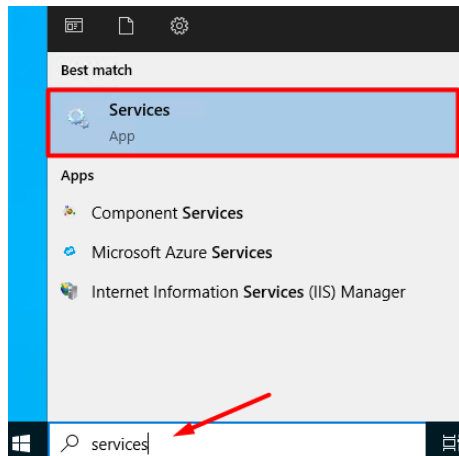 Best match
Services
App
Apps
Component Services
Microsoft Azure Services
Internet Information Services (IIS) Manager
services